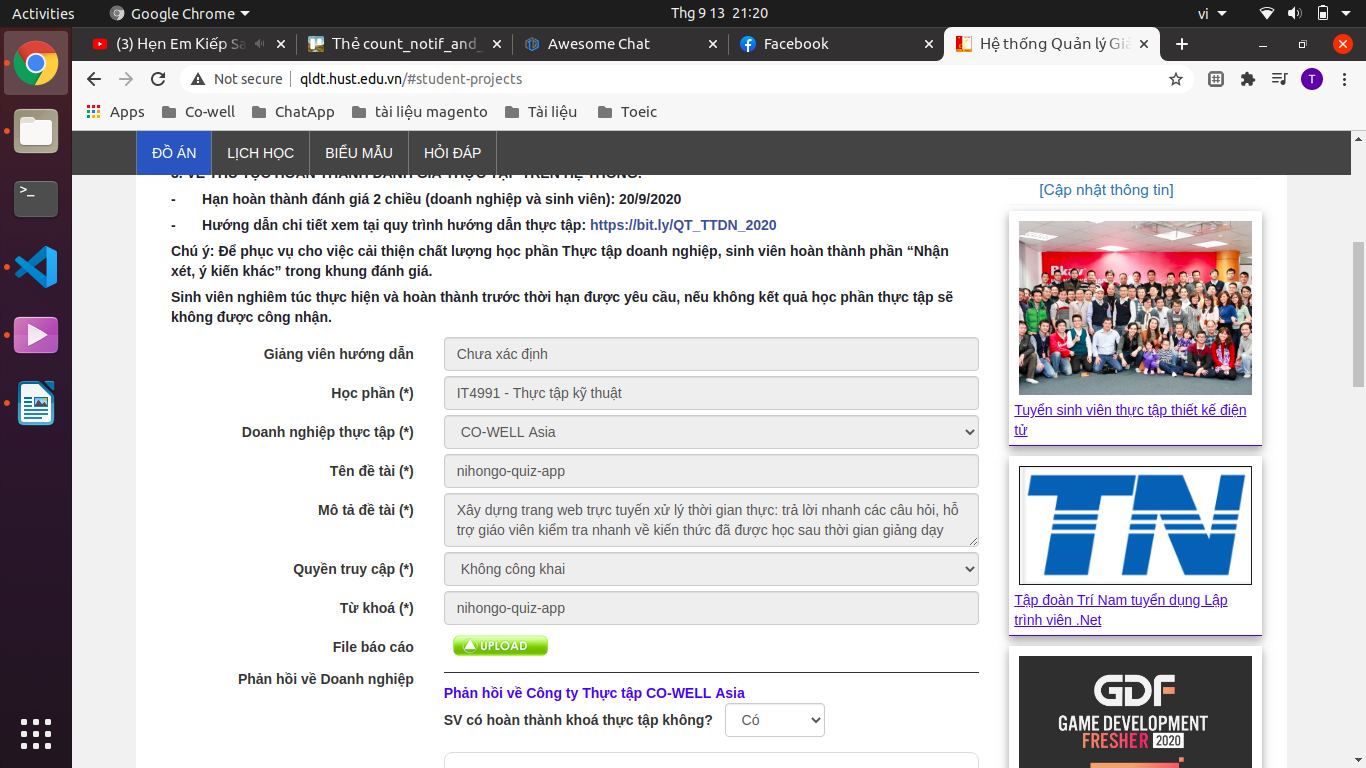 Activities
Google Chrome
Thg 9 13 21:20
vi
(3) Hẹn Em Kiếp Sa
Thẻ count_notif_and_
Awesome Chat
Facebook
Hệ thống Quản lý Giá
Not secure
qldt.hust.edu.vn/#student-projects
T
Apps
Co-well
ChatApp
tài liệu magento
Tài liệu
Toeic
ĐỒ ÁN
LỊCH HỌC
BIỂU MẪU
HỎI ĐÁP
- Hạn hoàn thành đánh giá 2 chiều (doanh nghiệp và sinh viên): 20/9/2020
- Hướng dẫn chi tiết xem tại quy trình hướng dẫn thực tập: https://bit.ly/QT_TTDN_2020
Chú ý: Để phục vụ cho việc cải thiện chất lượng học phần Thực tập doanh nghiệp, sinh viên hoàn thành phần “Nhận
xét, ý kiến khác” trong khung đánh giá.
Sinh viên nghiêm túc thực hiện và hoàn thành trước thời hạn được yêu cầu, nếu không kết quả học phần thực tập sẽ
không được công nhận.
Giảng viên hướng dẫn
Chưa xác định
Học phần (*)
IT4991 - Thực tập kỹ thuật
Doanh nghiệp thực tập (*)
CO-WELL Asia
Tên đề tài (*)
nihongo-quiz-app
Mô tả đề tài (*)
Xây dựng trang web trực tuyến xử lý thời gian thực: trả lời nhanh các câu hỏi, hỗ
trợ giáo viên kiểm tra nhanh về kiến thức đã được học sau thời gian giảng dạy
Quyền truy cập (*)
Không công khai
Từ khoá (*)
nihongo-quiz-app
File báo cáo
UPLOAD
Phản hồi về Doanh nghiệp
Phản hồi về Công ty Thực tập CO-WELL Asia
SV có hoàn thành khoá thực tập không?
Có
[Cập nhật thông tin]
Tuyển sinh viên thực tập thiết kế điện
tử
TN
Tập đoàn Trí Nam tuyển dụng Lập
trình viên .Net
GDF
GAME DEVELOPMENT
FRESHER 2020